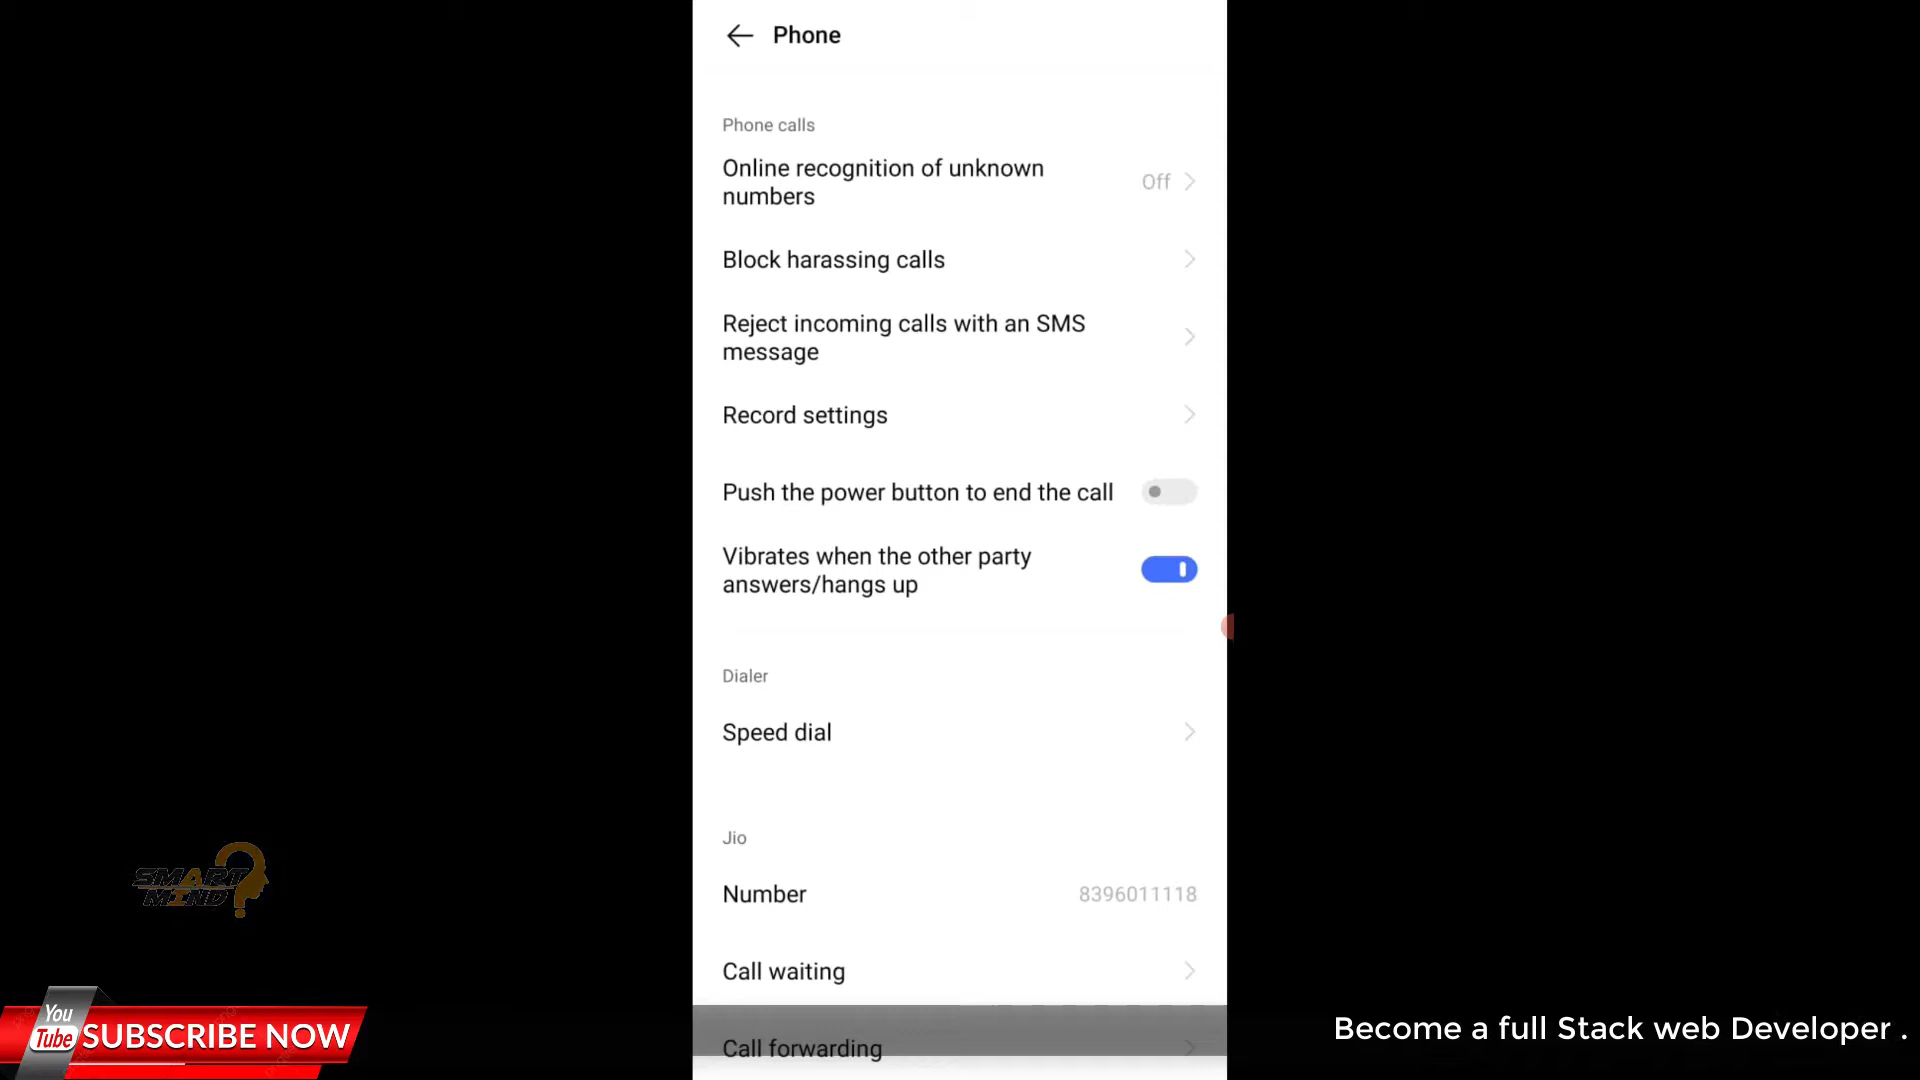 Phone
Phone calls
Online recognition of unknown
numbers
Off
Block harassing calls
Reject incoming calls with an SMS
message
Record settings
Push the power button to end the call
Vibrates when the other party
answers/hangs up
Dialer
Speed dial
Jio
Number
8396011118
Call waiting
Call forwarding
SMART
MIND
You
Tube
SUBSCRIBE NOW
Become a full Stack web Developer .